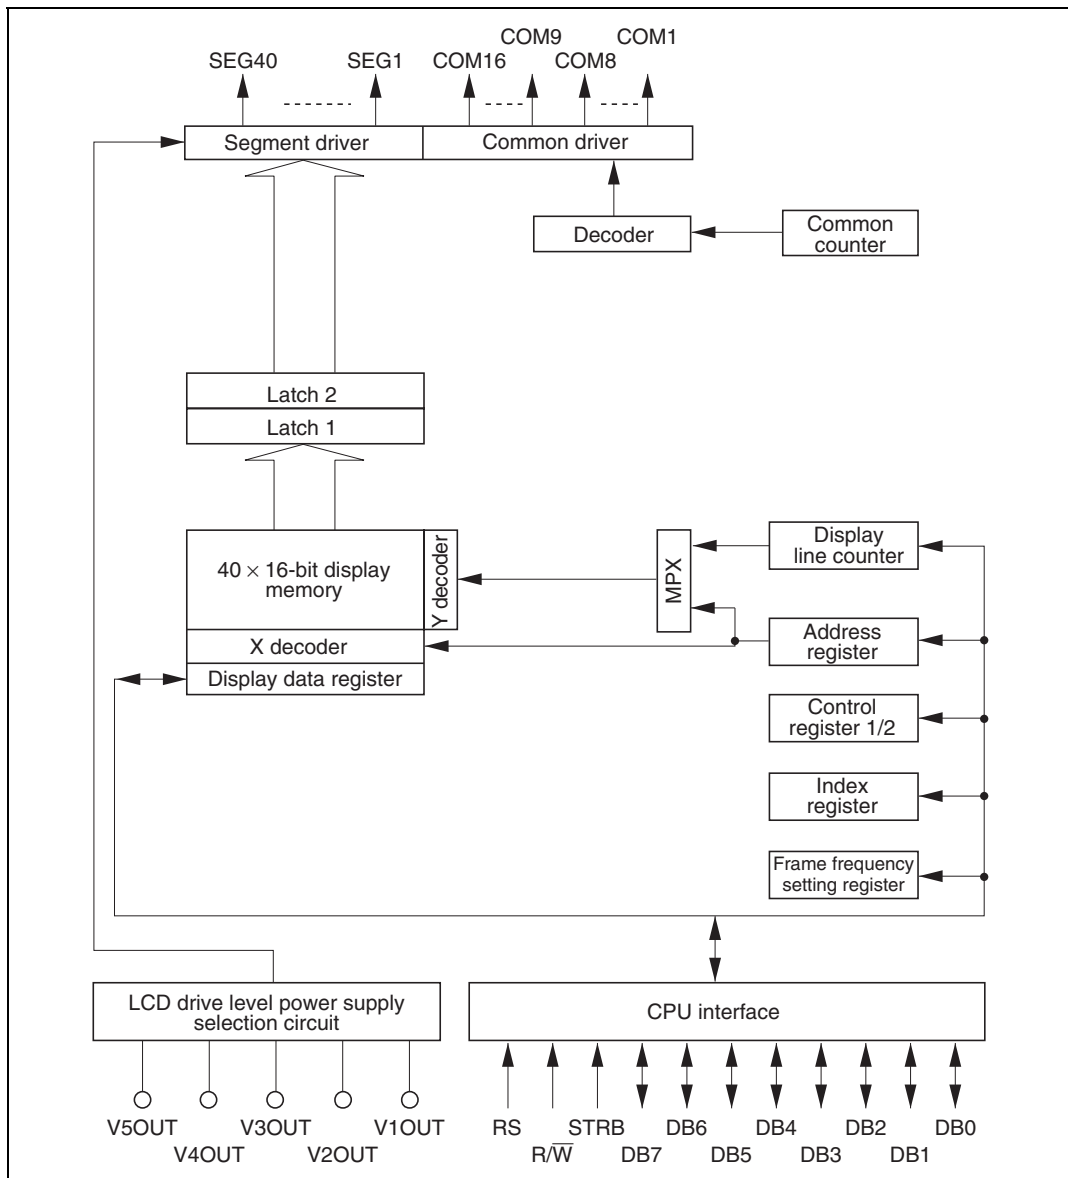 COM9 COM1
SEG40 SEG1 COM16 COM8
Segment driver Common driver
Decoder
Common
counter
Latch 2
Latch 1
40 × 16-bit display
memory
Y decoder
MPX
Display
line counter
X decoder
Address
register
Display data register
Control
register 1/2
Index
register
Frame frequency
setting register
LCD drive level power supply
selection circuit
CPU interface
V5OUT V3OUT V1OUT
V4OUT V2OUT
RS STRB DB6 DB4 DB2 DB0
R/W̅ DB7 DB5 DB3 DB1